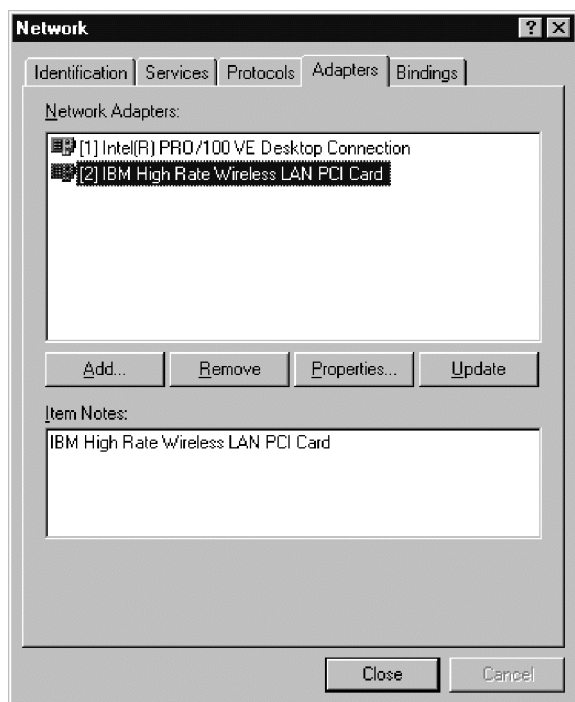 Network
Identification Services Protocols Adapters Bindings
Network Adapters:
[1] Intel(R) PRO/100 VE Desktop Connection
[2] IBM High Rate Wireless LAN PCI Card
Add... Remove Properties... Update
Item Notes:
IBM High Rate Wireless LAN PCI Card
Close Cancel